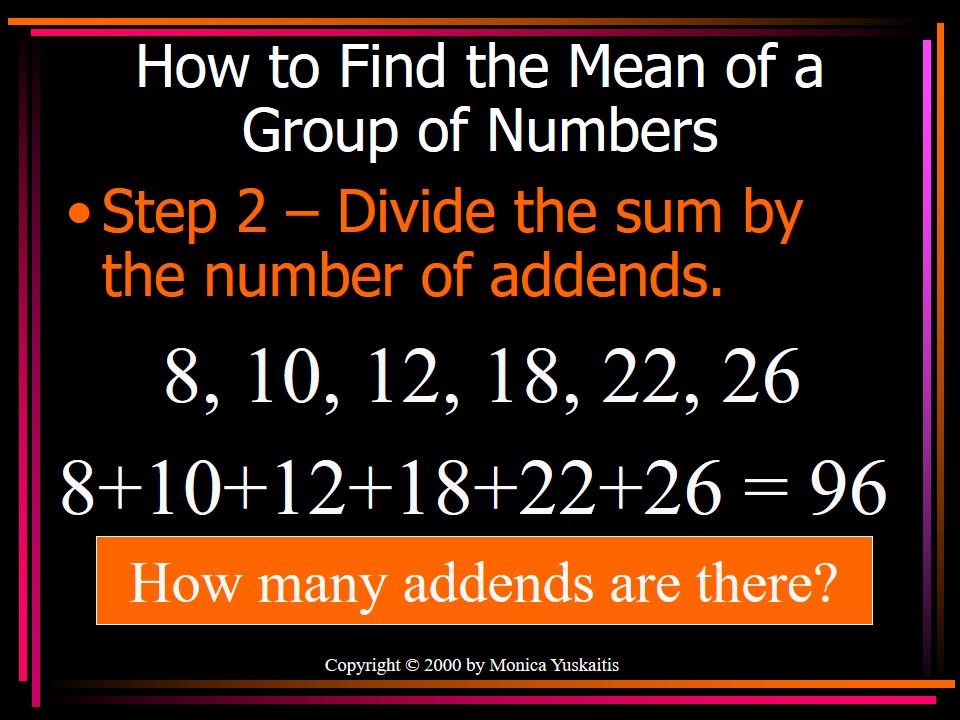 How to Find the Mean of a
Group of Numbers
•Step 2 – Divide the sum by
the number of addends.
8, 10, 12, 18, 22, 26
8+10+12+18+22+26 = 96
How many addends are there?
Copyright © 2000 by Monica Yuskaitis